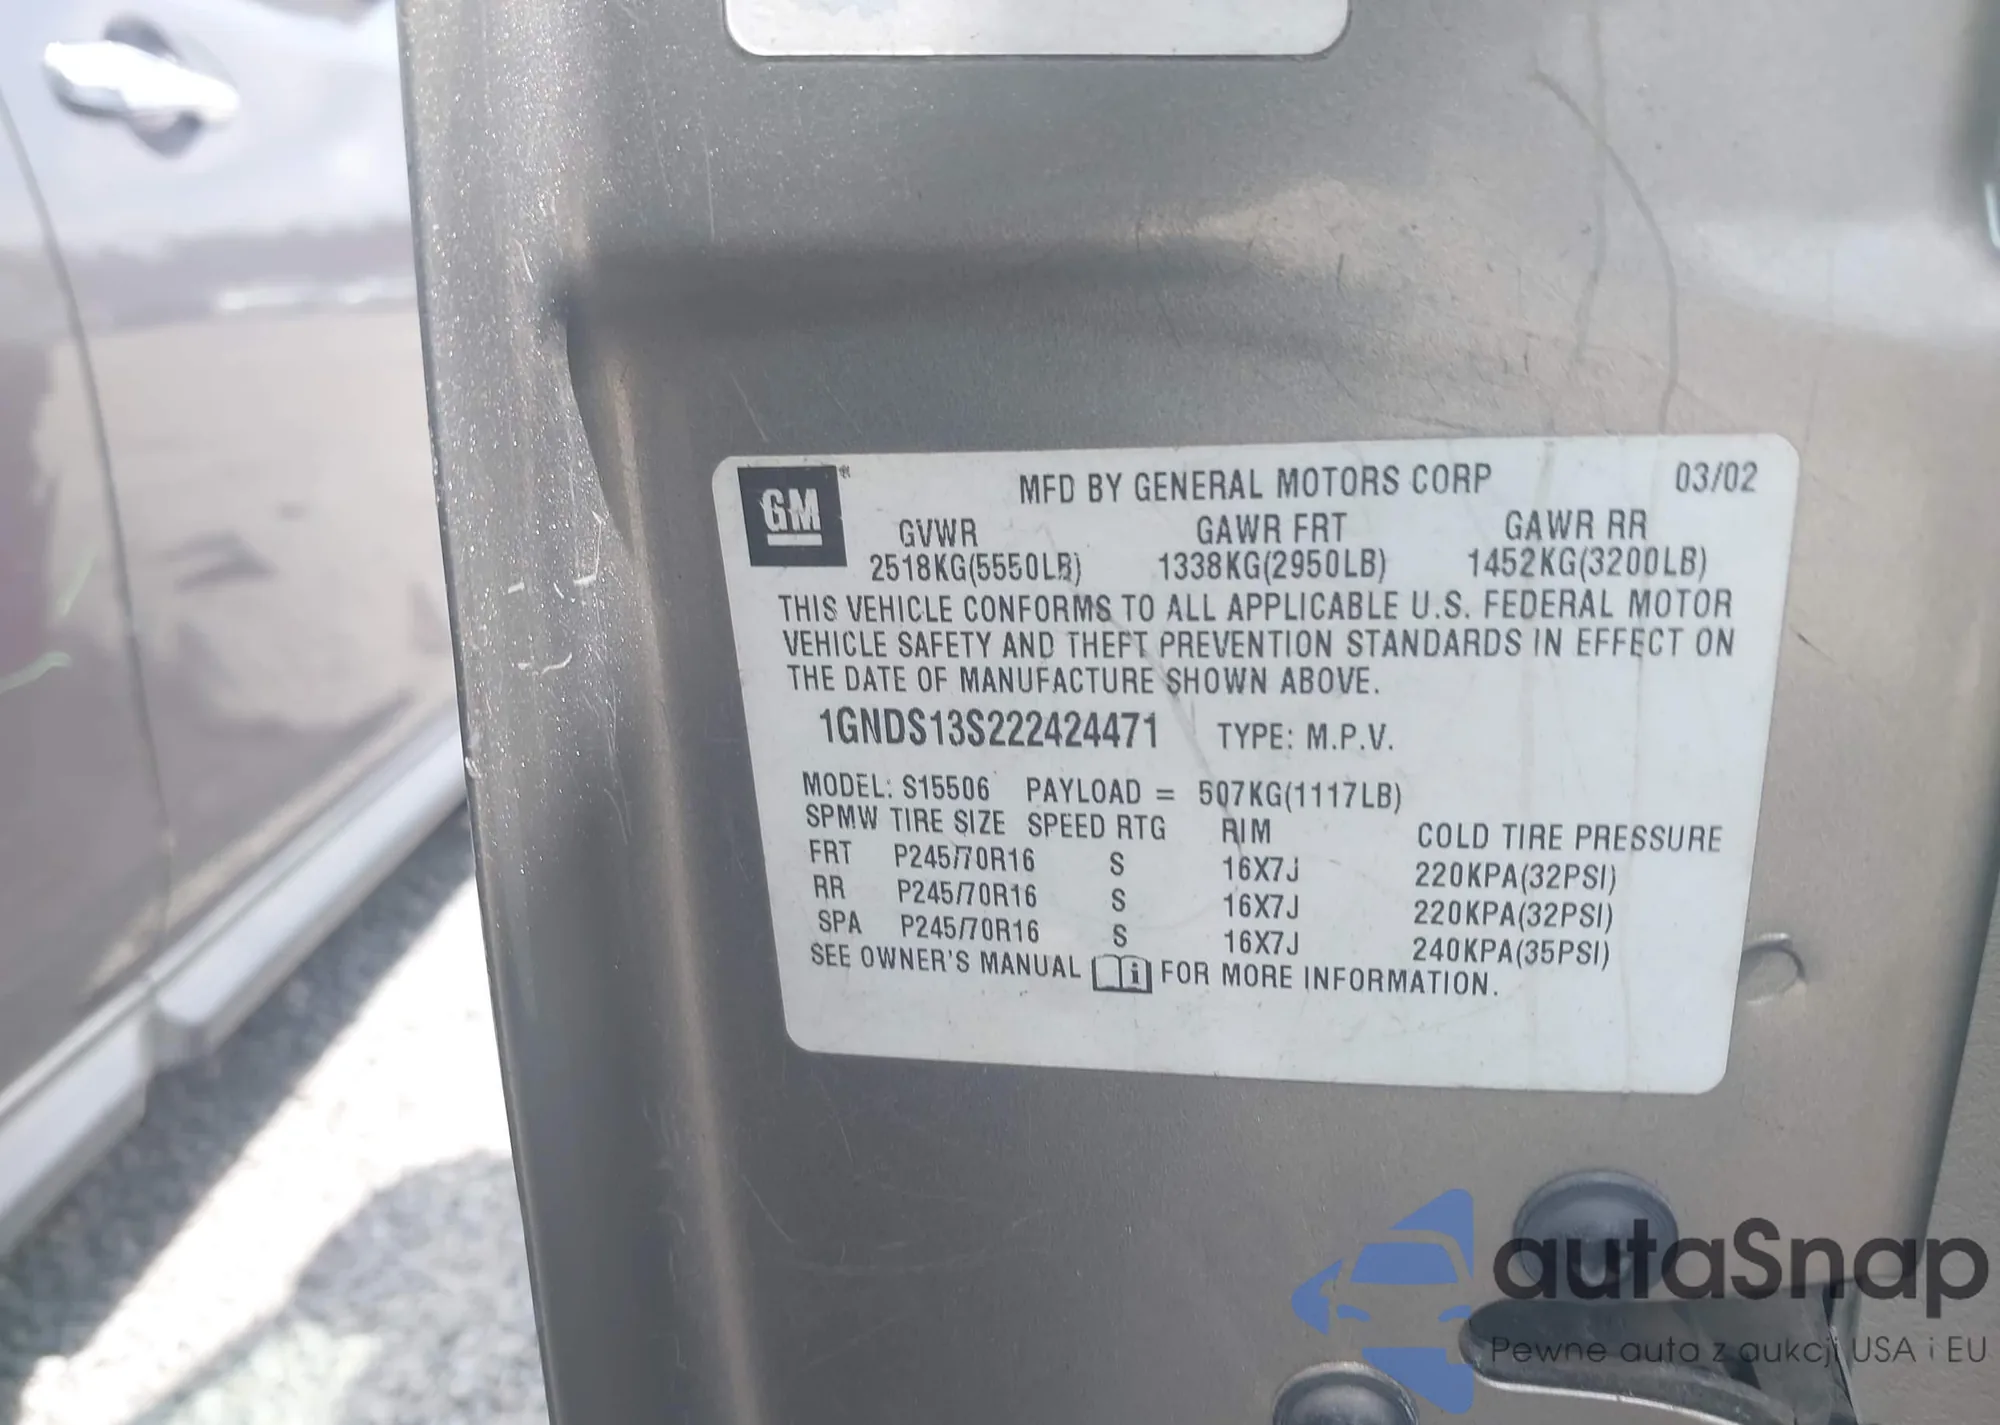 GM®
MFD BY GENERAL MOTORS CORP 03/02
GVWR GAWR FRT GAWR RR
2518KG(5550LB) 1338KG(2950LB) 1452KG(3200LB)
THIS VEHICLE CONFORMS TO ALL APPLICABLE U.S. FEDERAL MOTOR
VEHICLE SAFETY AND THEFT PREVENTION STANDARDS IN EFFECT ON
THE DATE OF MANUFACTURE SHOWN ABOVE.
1GNDS13S222424471 TYPE: M.P.V.
MODEL: S15506 PAYLOAD = 507KG(1117LB)
SPMW TIRE SIZE SPEED RTG RIM COLD TIRE PRESSURE
FRT P245/70R16 S 16X7J 220KPA(32PSI)
RR P245/70R16 S 16X7J 220KPA(32PSI)
SPA P245/70R16 S 16X7J 240KPA(35PSI)
SEE OWNER'S MANUAL i FOR MORE INFORMATION.
autaSnap
Pewne auta z aukcji USA i EU